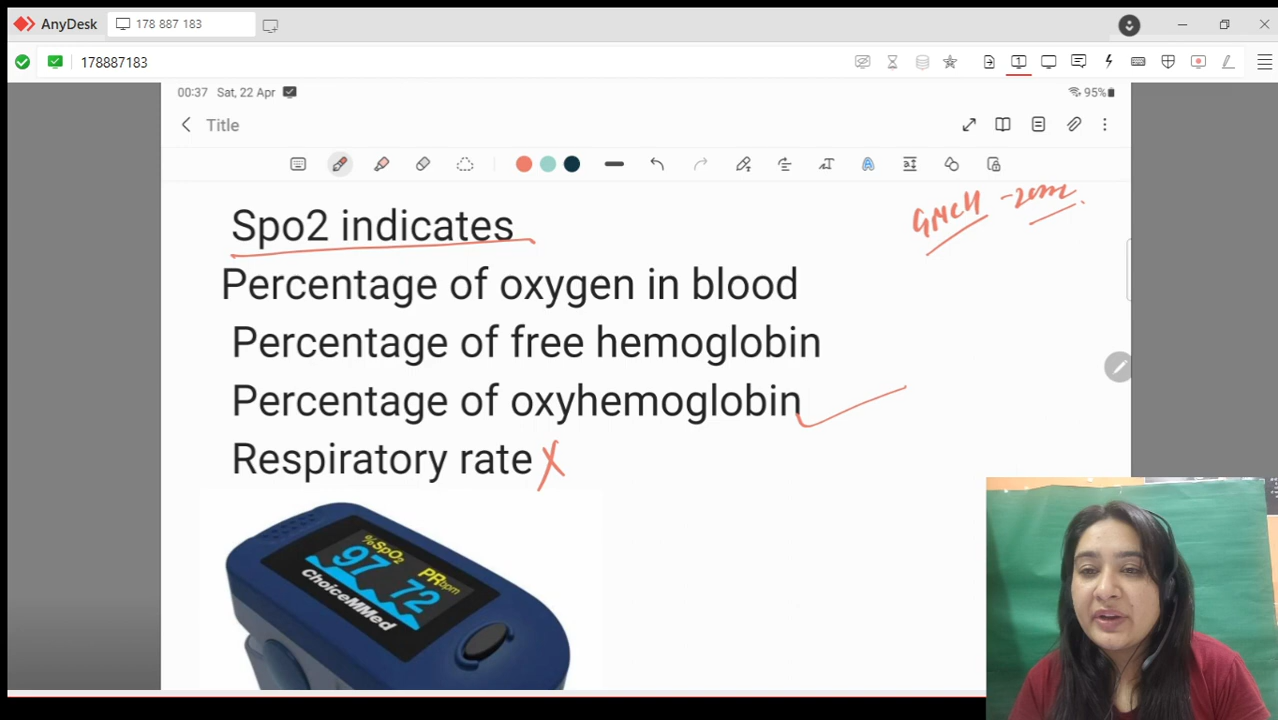 AnyDesk
178 887 183
178887183
00:37 Sat, 22 Apr
95%
Title
GMCH
Spo2 indicates
Percentage of oxygen in blood
Percentage of free hemoglobin
Percentage of oxyhemoglobin
Respiratory rate X
%SpO2
97
PRbpm
72
ChoiceMMed